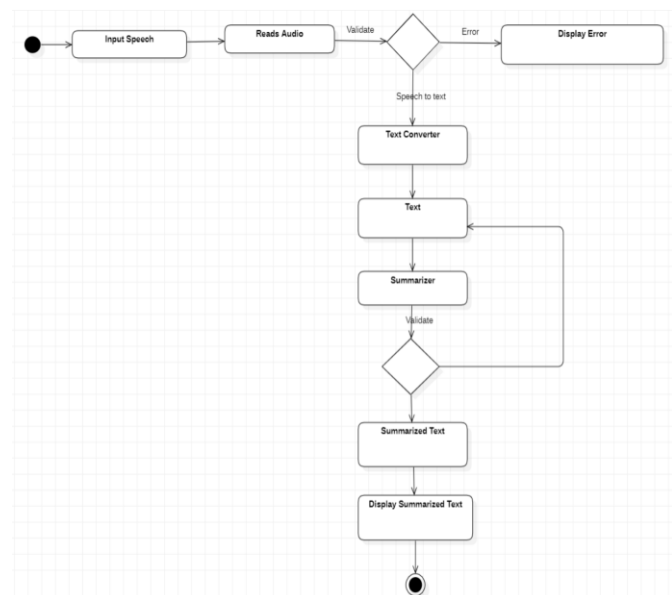 Input Speech
Reads Audio
Validate
Error
Display Error
Speech to text
Text Converter
Text
Summarizer
Validate
Summarized Text
Display Summarized Text